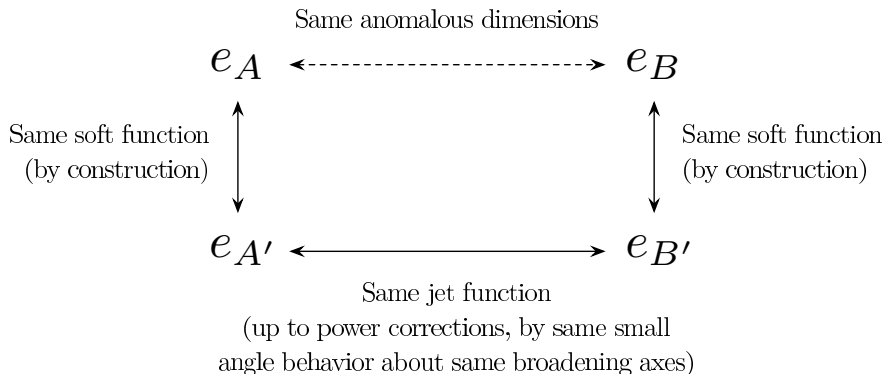 Same anomalous dimensions
e_A e_B
Same soft function
(by construction)
Same soft function
(by construction)
e_{A'} e_{B'}
Same jet function
(up to power corrections, by same small
angle behavior about same broadening axes)